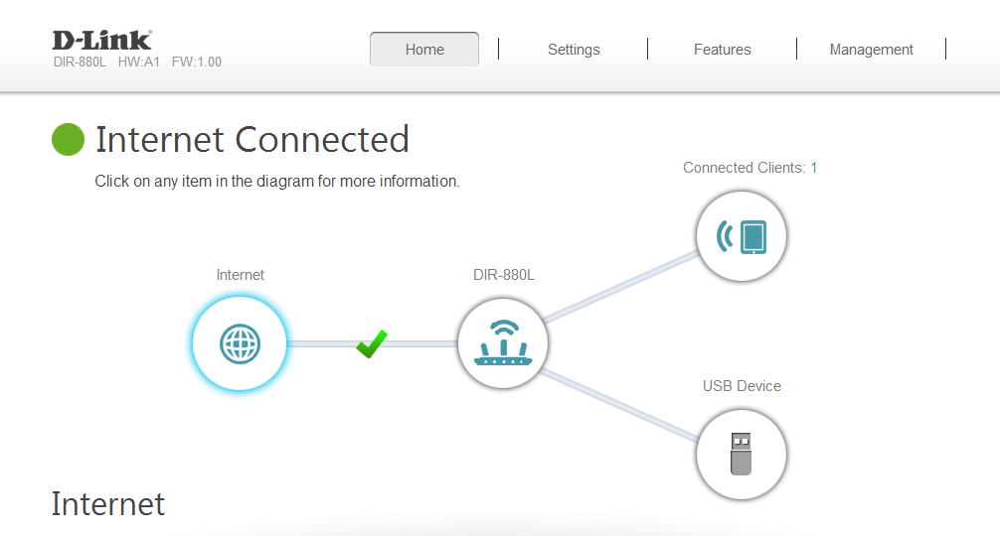 D-Link
DIR-880L HW:A1 FW:1.00
Home
Settings
Features
Management
Internet Connected
Click on any item in the diagram for more information.
Connected Clients: 1
Internet
DIR-880L
USB Device
Internet